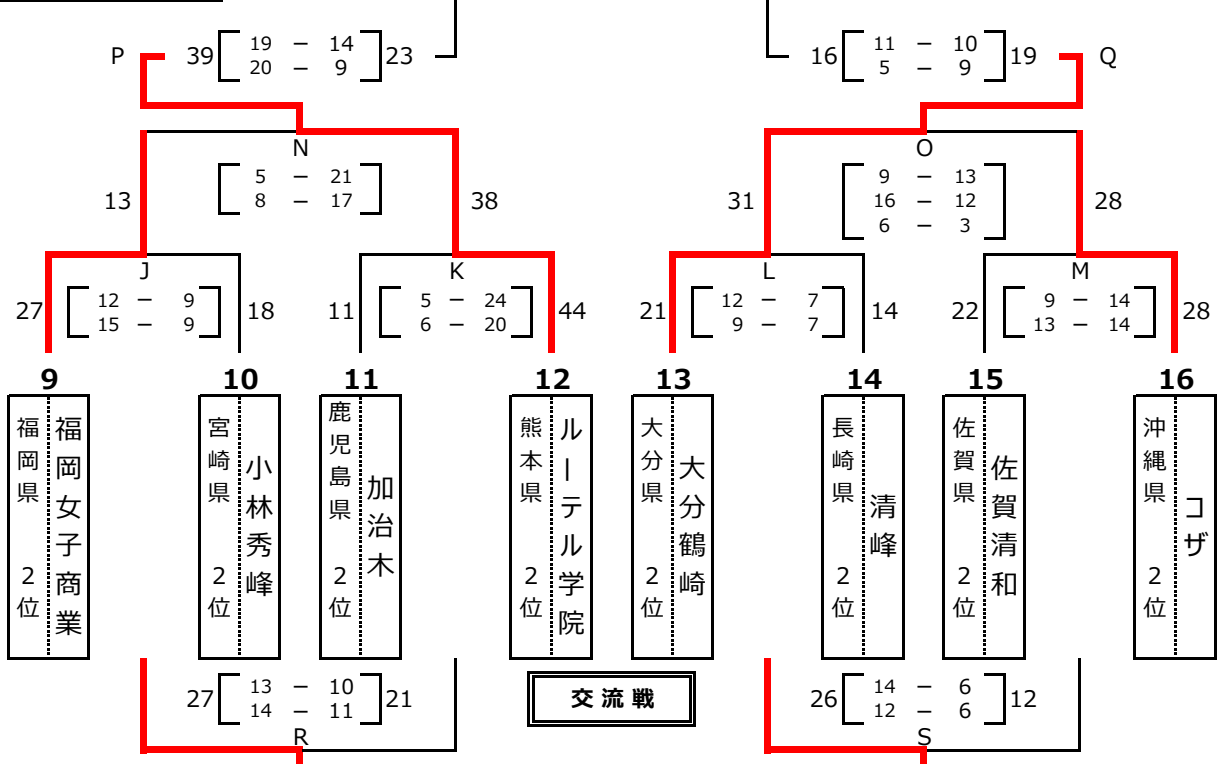 P 39 19 － 14 23
20 － 9
16 11 － 10 19 Q
5 － 9
N
13 5 － 21 38
8 － 17
O
31 9 － 13 28
16 － 12
6 － 3
J
27 12 － 9 18
15 － 9
K
11 5 － 24 44
6 － 20
L
21 12 － 7 14
9 － 7
M
22 9 － 14 28
13 － 14
9 10 11 12 13 14 15 16
福岡県 2位
福岡女子商業
宮崎県 2位
小林秀峰
鹿児島県 2位
加治木
熊本県 2位
ルーテル学院
大分県 2位
大分鶴崎
長崎県 2位
清峰
佐賀県 2位
佐賀清和
沖縄県 2位
コザ
27 13 － 10 21
14 － 11
R
交流戦
26 14 － 6 12
12 － 6
S